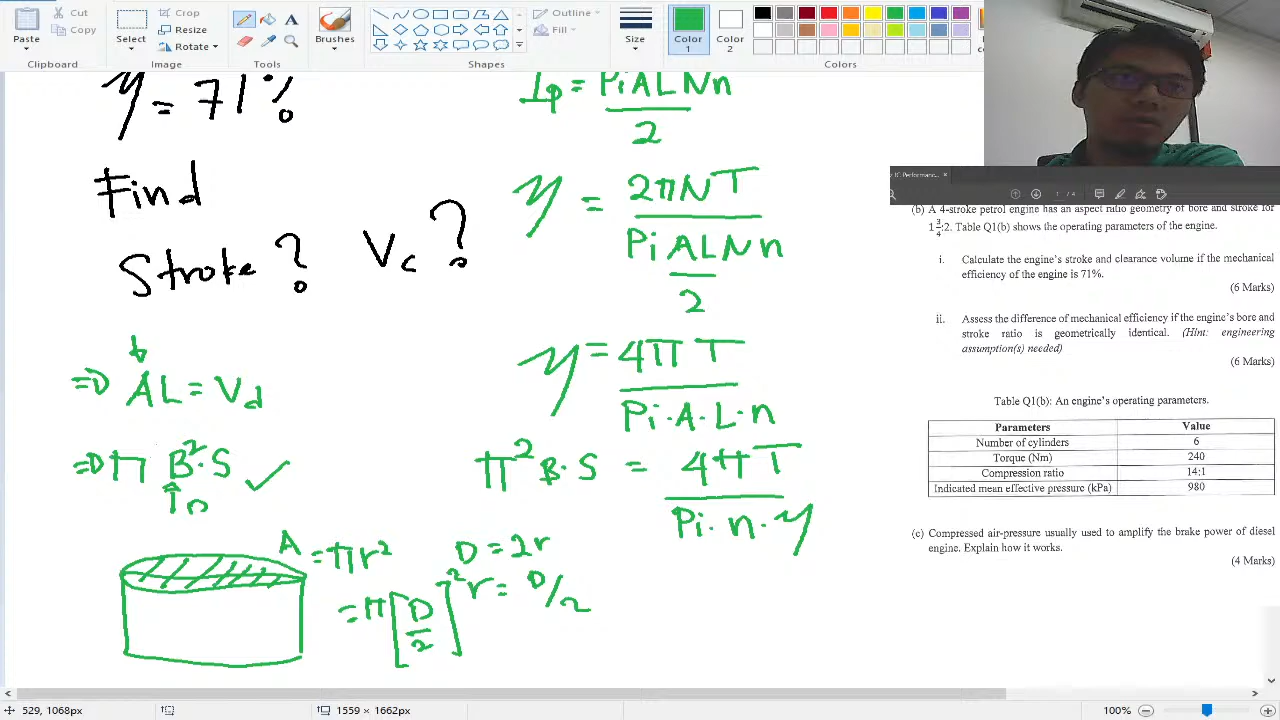 Cut
Crop
Outline
Copy
Resize
Fill
Paste
Select
Rotate
A
Brushes
Size
Color 1
Color 2
Clipboard
Image
Tools
Shapes
Colors
η = 71%
Find
Stroke? Vc?
⇒ AL = Vd
⇒ π B²·S
A = πr²
= π[D/2]²
D = 2r
r = D/2
Ip = PiALNn / 2
η = 2πNT / (PiALNn / 2)
η = 4πT / Pi·A·L·n
π²B·S = 4πT / Pi·n·η
IC Performanc...
(b) A 4-stroke petrol engine has an aspect ratio geometry of bore and stroke for
1 3/4:2. Table Q1(b) shows the operating parameters of the engine.
i. Calculate the engine's stroke and clearance volume if the mechanical
efficiency of the engine is 71%.
(6 Marks)
ii. Assess the difference of mechanical efficiency if the engine's bore and
stroke ratio is geometrically identical. (Hint: engineering
assumption(s) needed)
(6 Marks)
Table Q1(b): An engine's operating parameters.
Parameters Value
Number of cylinders 6
Torque (Nm) 240
Compression ratio 14:1
Indicated mean effective pressure (kPa) 980
(c) Compressed air-pressure usually used to amplify the brake power of diesel
engine. Explain how it works.
(4 Marks)
529, 1068px
1559 × 1662px
100%